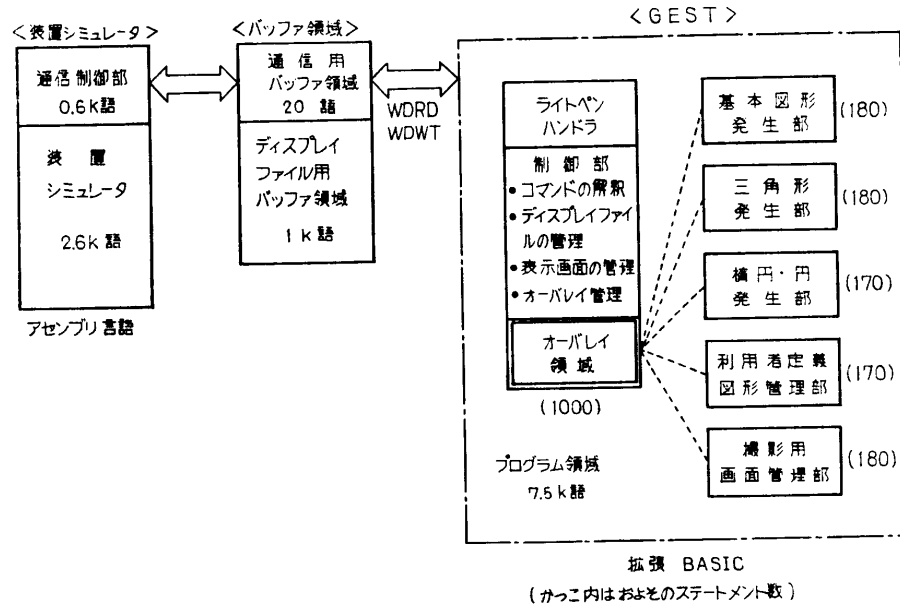 <装置シミュレータ>
通信制御部
0.6k語
装置
シミュレータ
2.6k語
アセンブリ言語
<バッファ領域>
通信用
バッファ領域
20語
ディスプレイ
ファイル用
バッファ領域
1k語
WDRD
WDWT
<GEST>
ライトペン
ハンドラ
制御部
•コマンドの解釈
•ディスプレイファイ
ルの管理
•表示画面の管理
•オーバレイ管理
オーバレイ
領域
(1000)
プログラム領域
7.5k語
基本図形
発生部
(180)
三角形
発生部
(180)
楕円・円
発生部
(170)
利用者定義
図形管理部
(170)
撮影用
画面管理部
(180)
拡張 BASIC
(かっこ内はおよそのステートメント数)